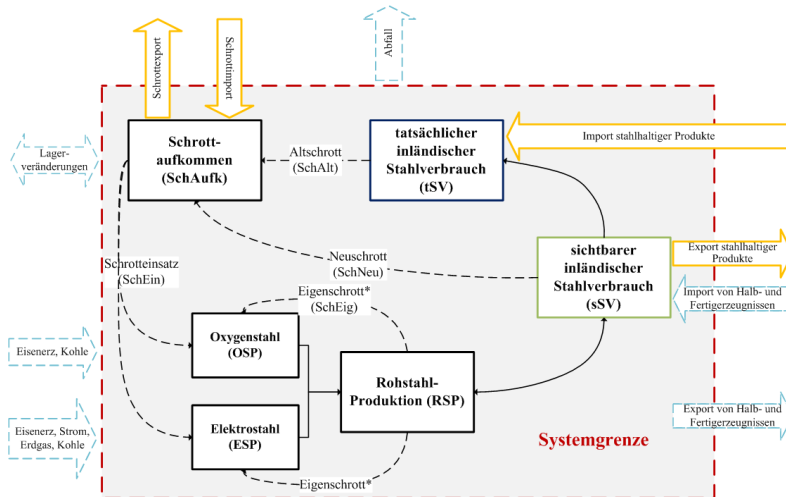 Schrottexport
Schrottimport
Abfall
Schrott-
aufkommen
(SchAufk)
Altschrott
(SchAlt)
tatsächlicher
inländischer
Stahlverbrauch
(tSV)
Import stahlhaltiger Produkte
Lager-
veränderungen
Neuschrott
(SchNeu)
sichtbarer
inländischer
Stahlverbrauch
(sSV)
Export stahlhaltiger
Produkte
Import von Halb- und
Fertigerzeugnissen
Schrotteinsatz
(SchEin)
Eigenschrott*
(SchEig)
Eisenerz, Kohle
Oxygenstahl
(OSP)
Rohstahl-
Produktion (RSP)
Eisenerz, Strom,
Erdgas, Kohle
Elektrostahl
(ESP)
Eigenschrott*
Systemgrenze
Export von Halb- und
Fertigerzeugnissen